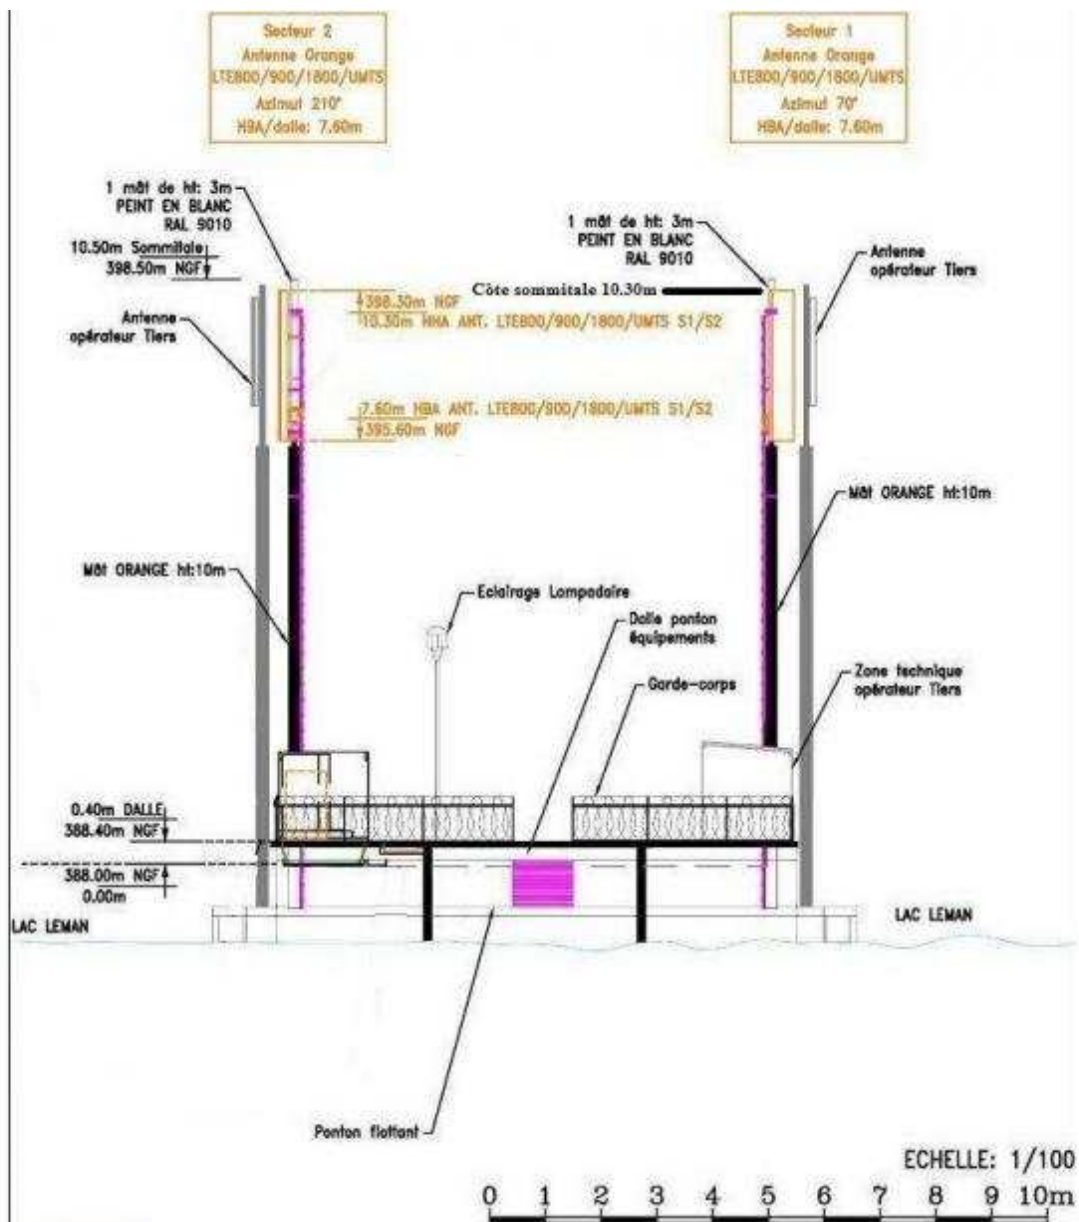 Secteur 2
Antenne Orange
LTE800/900/1800/UMTS
Azimut 210°
HBA/dalle: 7.60m
Secteur 1
Antenne Orange
LTE800/900/1800/UMTS
Azimut 70°
HBA/dalle: 7.60m
1 mât de ht: 3m
PEINT EN BLANC
RAL 9010
10.50m Sommitale
398.50m NGF
1 mât de ht: 3m
PEINT EN BLANC
RAL 9010
Antenne
opérateur Tiers
Côte sommitale 10.30m
398.30m NGF
10.30m HHA ANT. LTE800/900/1800/UMTS S1/S2
Antenne
opérateur Tiers
7.60m HBA ANT. LTE800/900/1800/UMTS S1/S2
395.60m NGF
Mât ORANGE ht:10m
Mât ORANGE ht:10m
Eclairage Lampadaire
Dalle ponton
équipements
Garde-corps
Zone technique
opérateur Tiers
0.40m DALLE
388.40m NGF
388.00m NGF
0.00m
LAC LEMAN
LAC LEMAN
Ponton flottant
ECHELLE: 1/100
0 1 2 3 4 5 6 7 8 9 10m